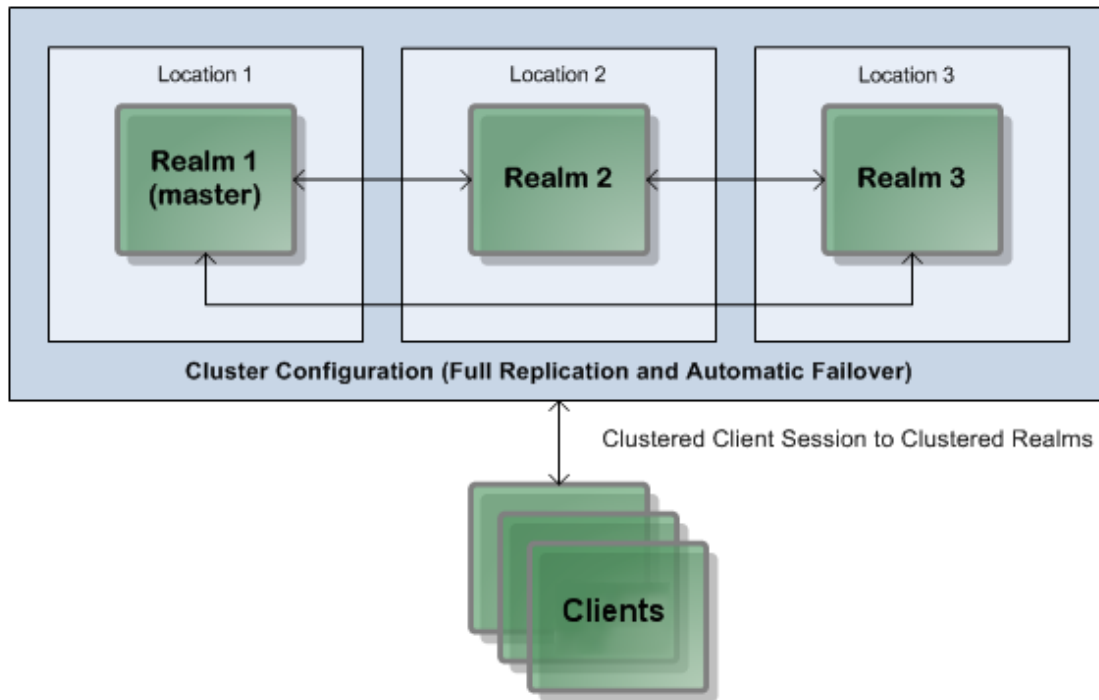 Location 1
Location 2
Location 3
Realm 1
(master)
Realm 2
Realm 3
Cluster Configuration (Full Replication and Automatic Failover)
Clustered Client Session to Clustered Realms
Clients